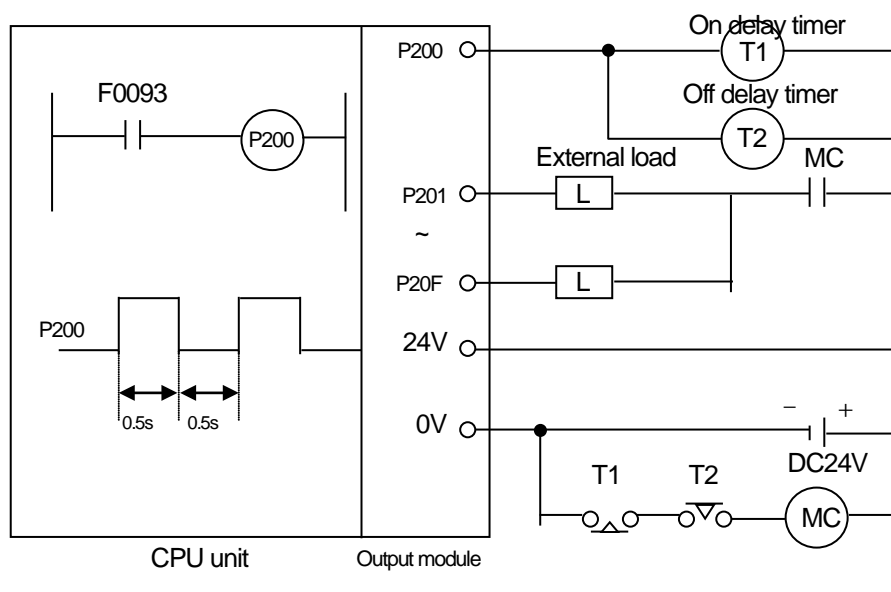 On delay timer
P200
T1
F0093
Off delay timer
P200
T2
External load
MC
P201
L
~
P20F
L
P200
24V
0.5s
0.5s
0V
− +
DC24V
T1
T2
MC
CPU unit
Output module